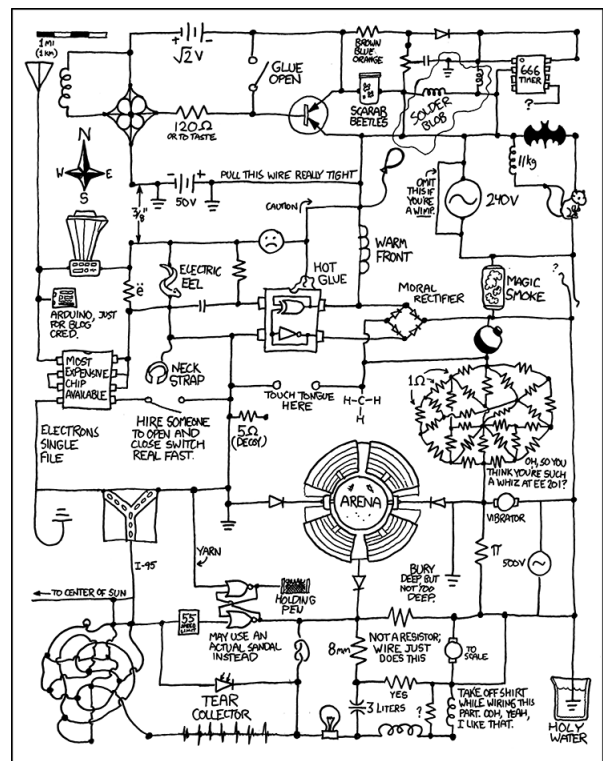 1 MI
(1 KM)
√2 V
GLUE
OPEN
BROWN
BLUE
ORANGE
SCARAB
BEETLES
SOLDER
BLOB
666
TIMER
?
120Ω
OR TO TASTE
N
W E
S
50V
PULL THIS WIRE REALLY TIGHT
3/8"
CAUTION
OMIT
THIS IF
YOU'RE
A WIMP.
240V
11kg
WARM
FRONT
ELECTRIC
EEL
HOT
GLUE
MORAL
RECTIFIER
MAGIC
SMOKE
?
ë
ARDUINO, JUST
FOR BLOG
CRED.
MOST
EXPENSIVE
CHIP
AVAILABLE
NECK
STRAP
TOUCH TONGUE
HERE
H
H-C-H
H
1Ω
ELECTRONS
SINGLE
FILE
HIRE SOMEONE
TO OPEN AND
CLOSE SWITCH
REAL FAST.
5Ω
(DECOY)
OH, SO YOU
THINK YOU'RE SUCH
A WHIZ AT EE 201?
ARENA
VIBRATOR
I-95
YARN
π
500V
BURY
DEEP, BUT
NOT TOO
DEEP.
TO CENTER OF SUN
HOLDING
PEN
55
MAY USE AN
ACTUAL SANDAL
INSTEAD
8mm
NOT A RESISTOR;
WIRE JUST
DOES THIS
TO
SCALE
YES
TEAR
COLLECTOR
3 LITERS
?
TAKE OFF SHIRT
WHILE WIRING THIS
PART. OOH, YEAH,
I LIKE THAT.
HOLY
WATER